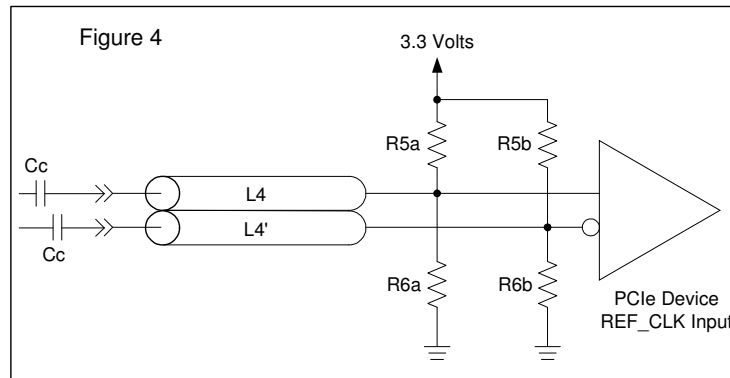 Figure 4
3.3 Volts
R5a
R5b
Cc
L4
L4'
Cc
R6a
R6b
PCIe Device
REF_CLK Input